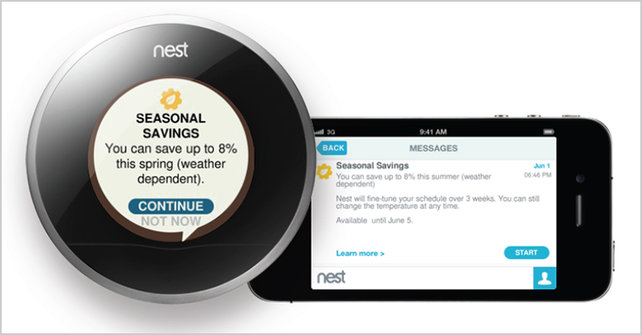 nest
SEASONAL
SAVINGS
You can save up to 8%
this spring (weather
dependent).
CONTINUE
NOT NOW
3G
9:41 AM
BACK
MESSAGES
Seasonal Savings
Jun 1
You can save up to 8% this summer (weather
06:46 PM
dependent)
Nest will fine-tune your schedule over 3 weeks. You can still
change the temperature at any time.
Available until June 5.
Learn more >
START
nest